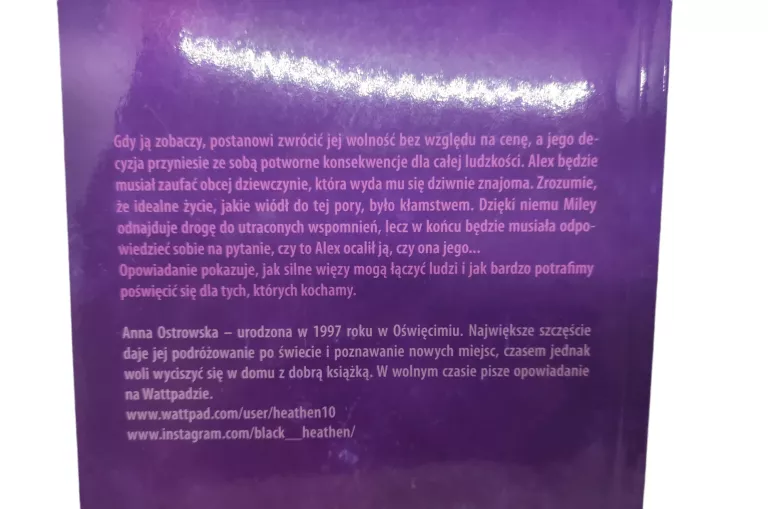 Gdy ją zobaczy, postanowi zwrócić jej wolność bez względu na cenę, a jego de-
cyzja przyniesie ze sobą potworne konsekwencje dla całej ludzkości. Alex będzie
musiał zaufać obcej dziewczynie, która wyda mu się dziwnie znajoma. Zrozumie,
że idealne życie, jakie wiódł do tej pory, było kłamstwem. Dzięki niemu Miley
odnajduje drogę do utraconych wspomnień, lecz w końcu będzie musiała odpo-
wiedzieć sobie na pytanie, czy to Alex ocalił ją, czy ona jego...
Opowiadanie pokazuje, jak silne więzy mogą łączyć ludzi i jak bardzo potrafimy
poświęcić się dla tych, których kochamy.
Anna Ostrowska – urodzona w 1997 roku w Oświęcimiu. Największe szczęście
daje jej podróżowanie po świecie i poznawanie nowych miejsc, czasem jednak
woli wyciszyć się w domu z dobrą książką. W wolnym czasie pisze opowiadanie
na Wattpadzie.
www.wattpad.com/user/heathen10
www.instagram.com/black__heathen/